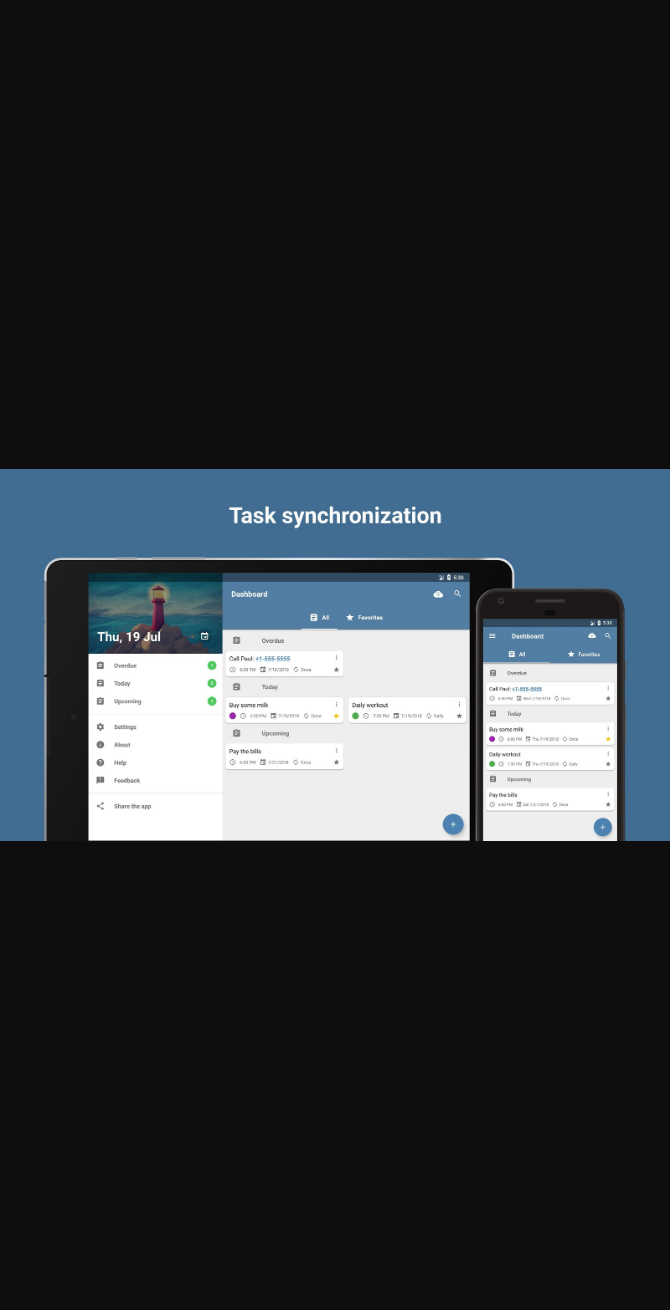 Task synchronization
5:30
Thu, 19 Jul
Overdue
Today
Upcoming
Settings
About
Help
Feedback
Share the app
Dashboard
All
Favorites
Overdue
Call Paul: +1-555-5555
6:00 PM 7/18/2018 Once
Today
Buy some milk
6:00 PM 7/19/2018 Once
Daily workout
7:30 PM 7/19/2018 Daily
Upcoming
Pay the bills
6:00 PM 7/21/2018 Once
5:30
Dashboard
All
Favorites
Overdue
Call Paul: +1-555-5555
6:00 PM Wed 7/18/2018 Once
Today
Buy some milk
6:00 PM Thu 7/19/2018 Once
Daily workout
7:30 PM Thu 7/19/2018 Daily
Upcoming
Pay the bills
6:00 PM Sat 7/21/2018 Once